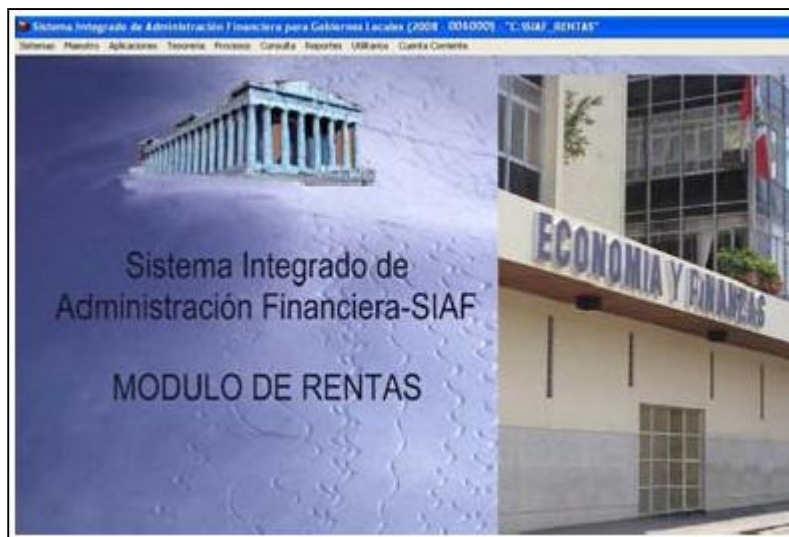 Sistema Integrado de Administración Financiera para Gobiernos Locales (2008 - 006000) - "C:\SIAF_RENTAS"
Sistemas Maestro Aplicaciones Tesorería Procesos Consulta Reportes Utilitarios Cuenta Corriente
Sistema Integrado de
Administración Financiera-SIAF
MODULO DE RENTAS
ECONOMIA Y FINANZAS